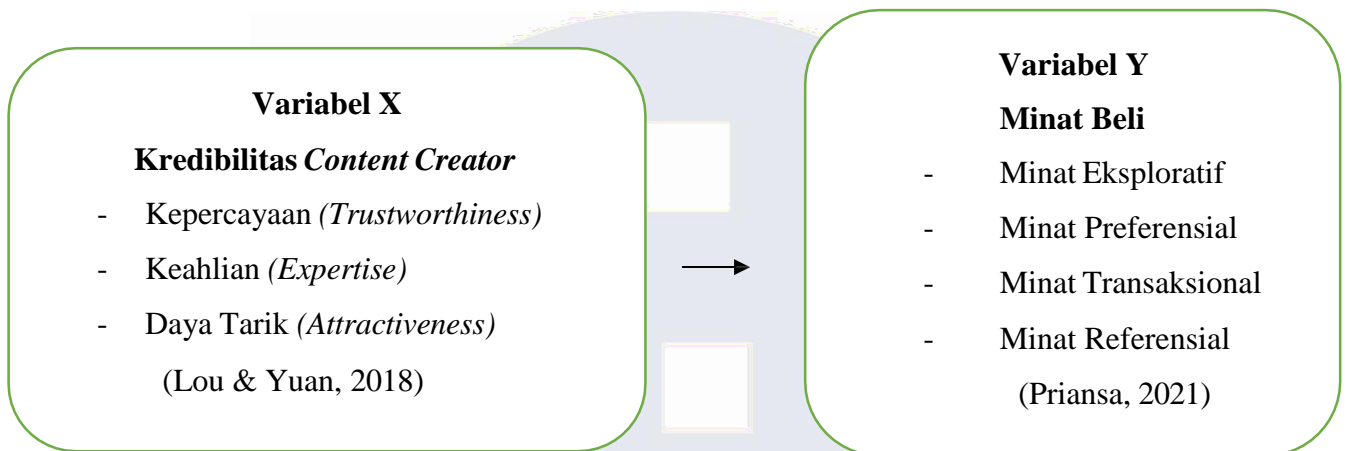 Variabel X
Kredibilitas Content Creator
- Kepercayaan (Trustworthiness)
- Keahlian (Expertise)
- Daya Tarik (Attractiveness)
(Lou & Yuan, 2018)
Variabel Y
Minat Beli
- Minat Eksploratif
- Minat Preferensial
- Minat Transaksional
- Minat Referensial
(Priansa, 2021)